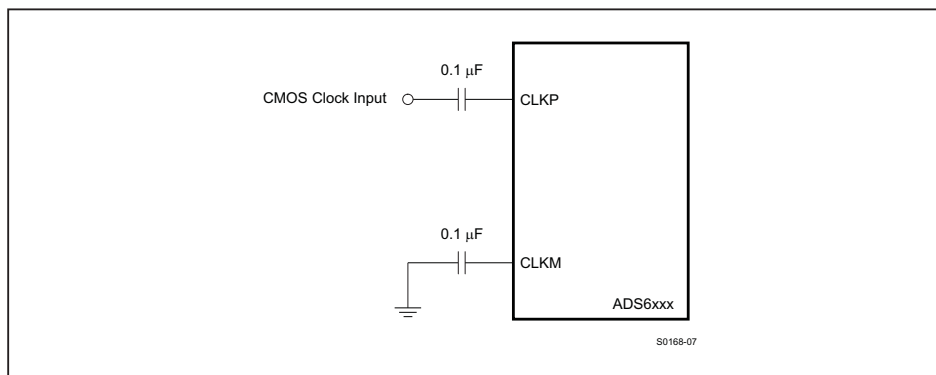 0.1 μF
CMOS Clock Input
CLKP
0.1 μF
CLKM
ADS6xxx
S0168-07